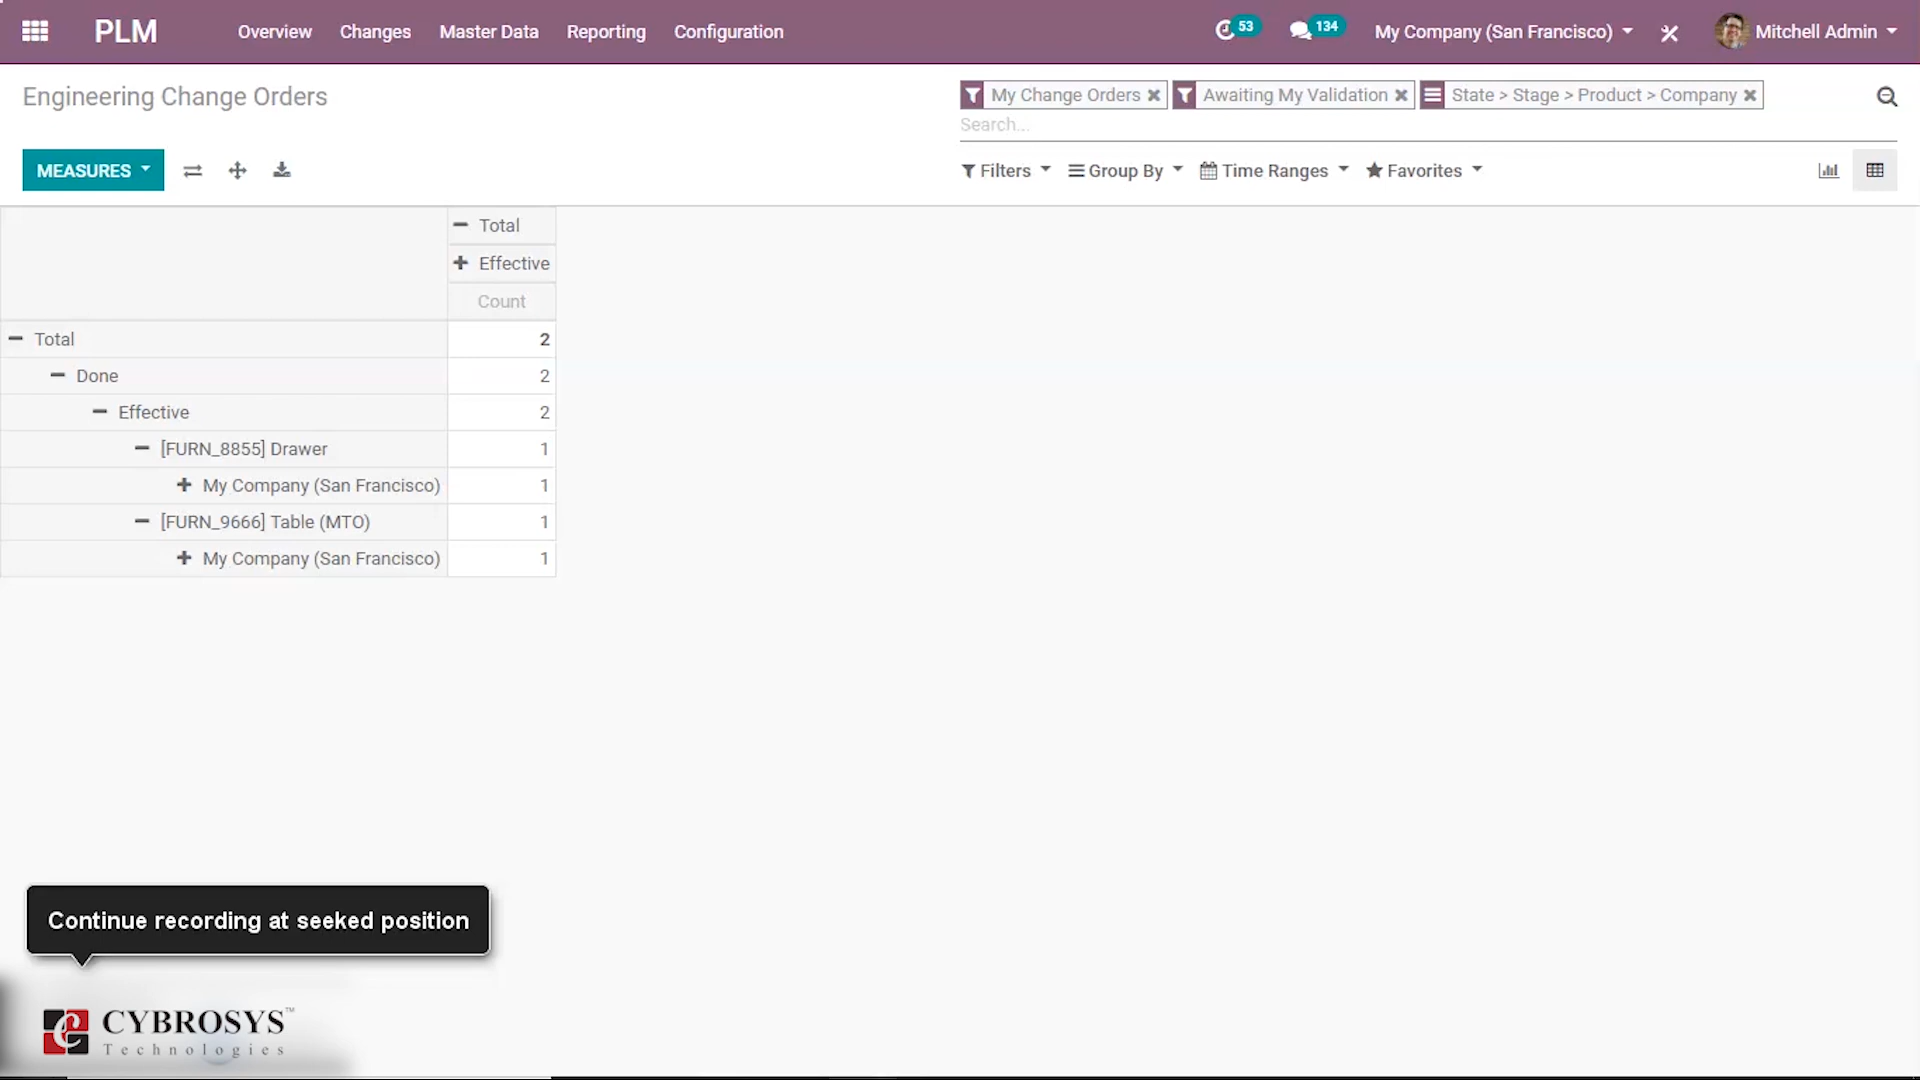 PLM Overview Changes Master Data Reporting Configuration 53 134 My Company (San Francisco) Mitchell Admin
Engineering Change Orders
My Change Orders Awaiting My Validation State > Stage > Product > Company
Search...
MEASURES Filters Group By Time Ranges Favorites
Total
Effective
Count
Total 2
Done 2
Effective 2
[FURN_8855] Drawer 1
My Company (San Francisco) 1
[FURN_9666] Table (MTO) 1
My Company (San Francisco) 1
Continue recording at seeked position
CYBROSYS™
Technologies